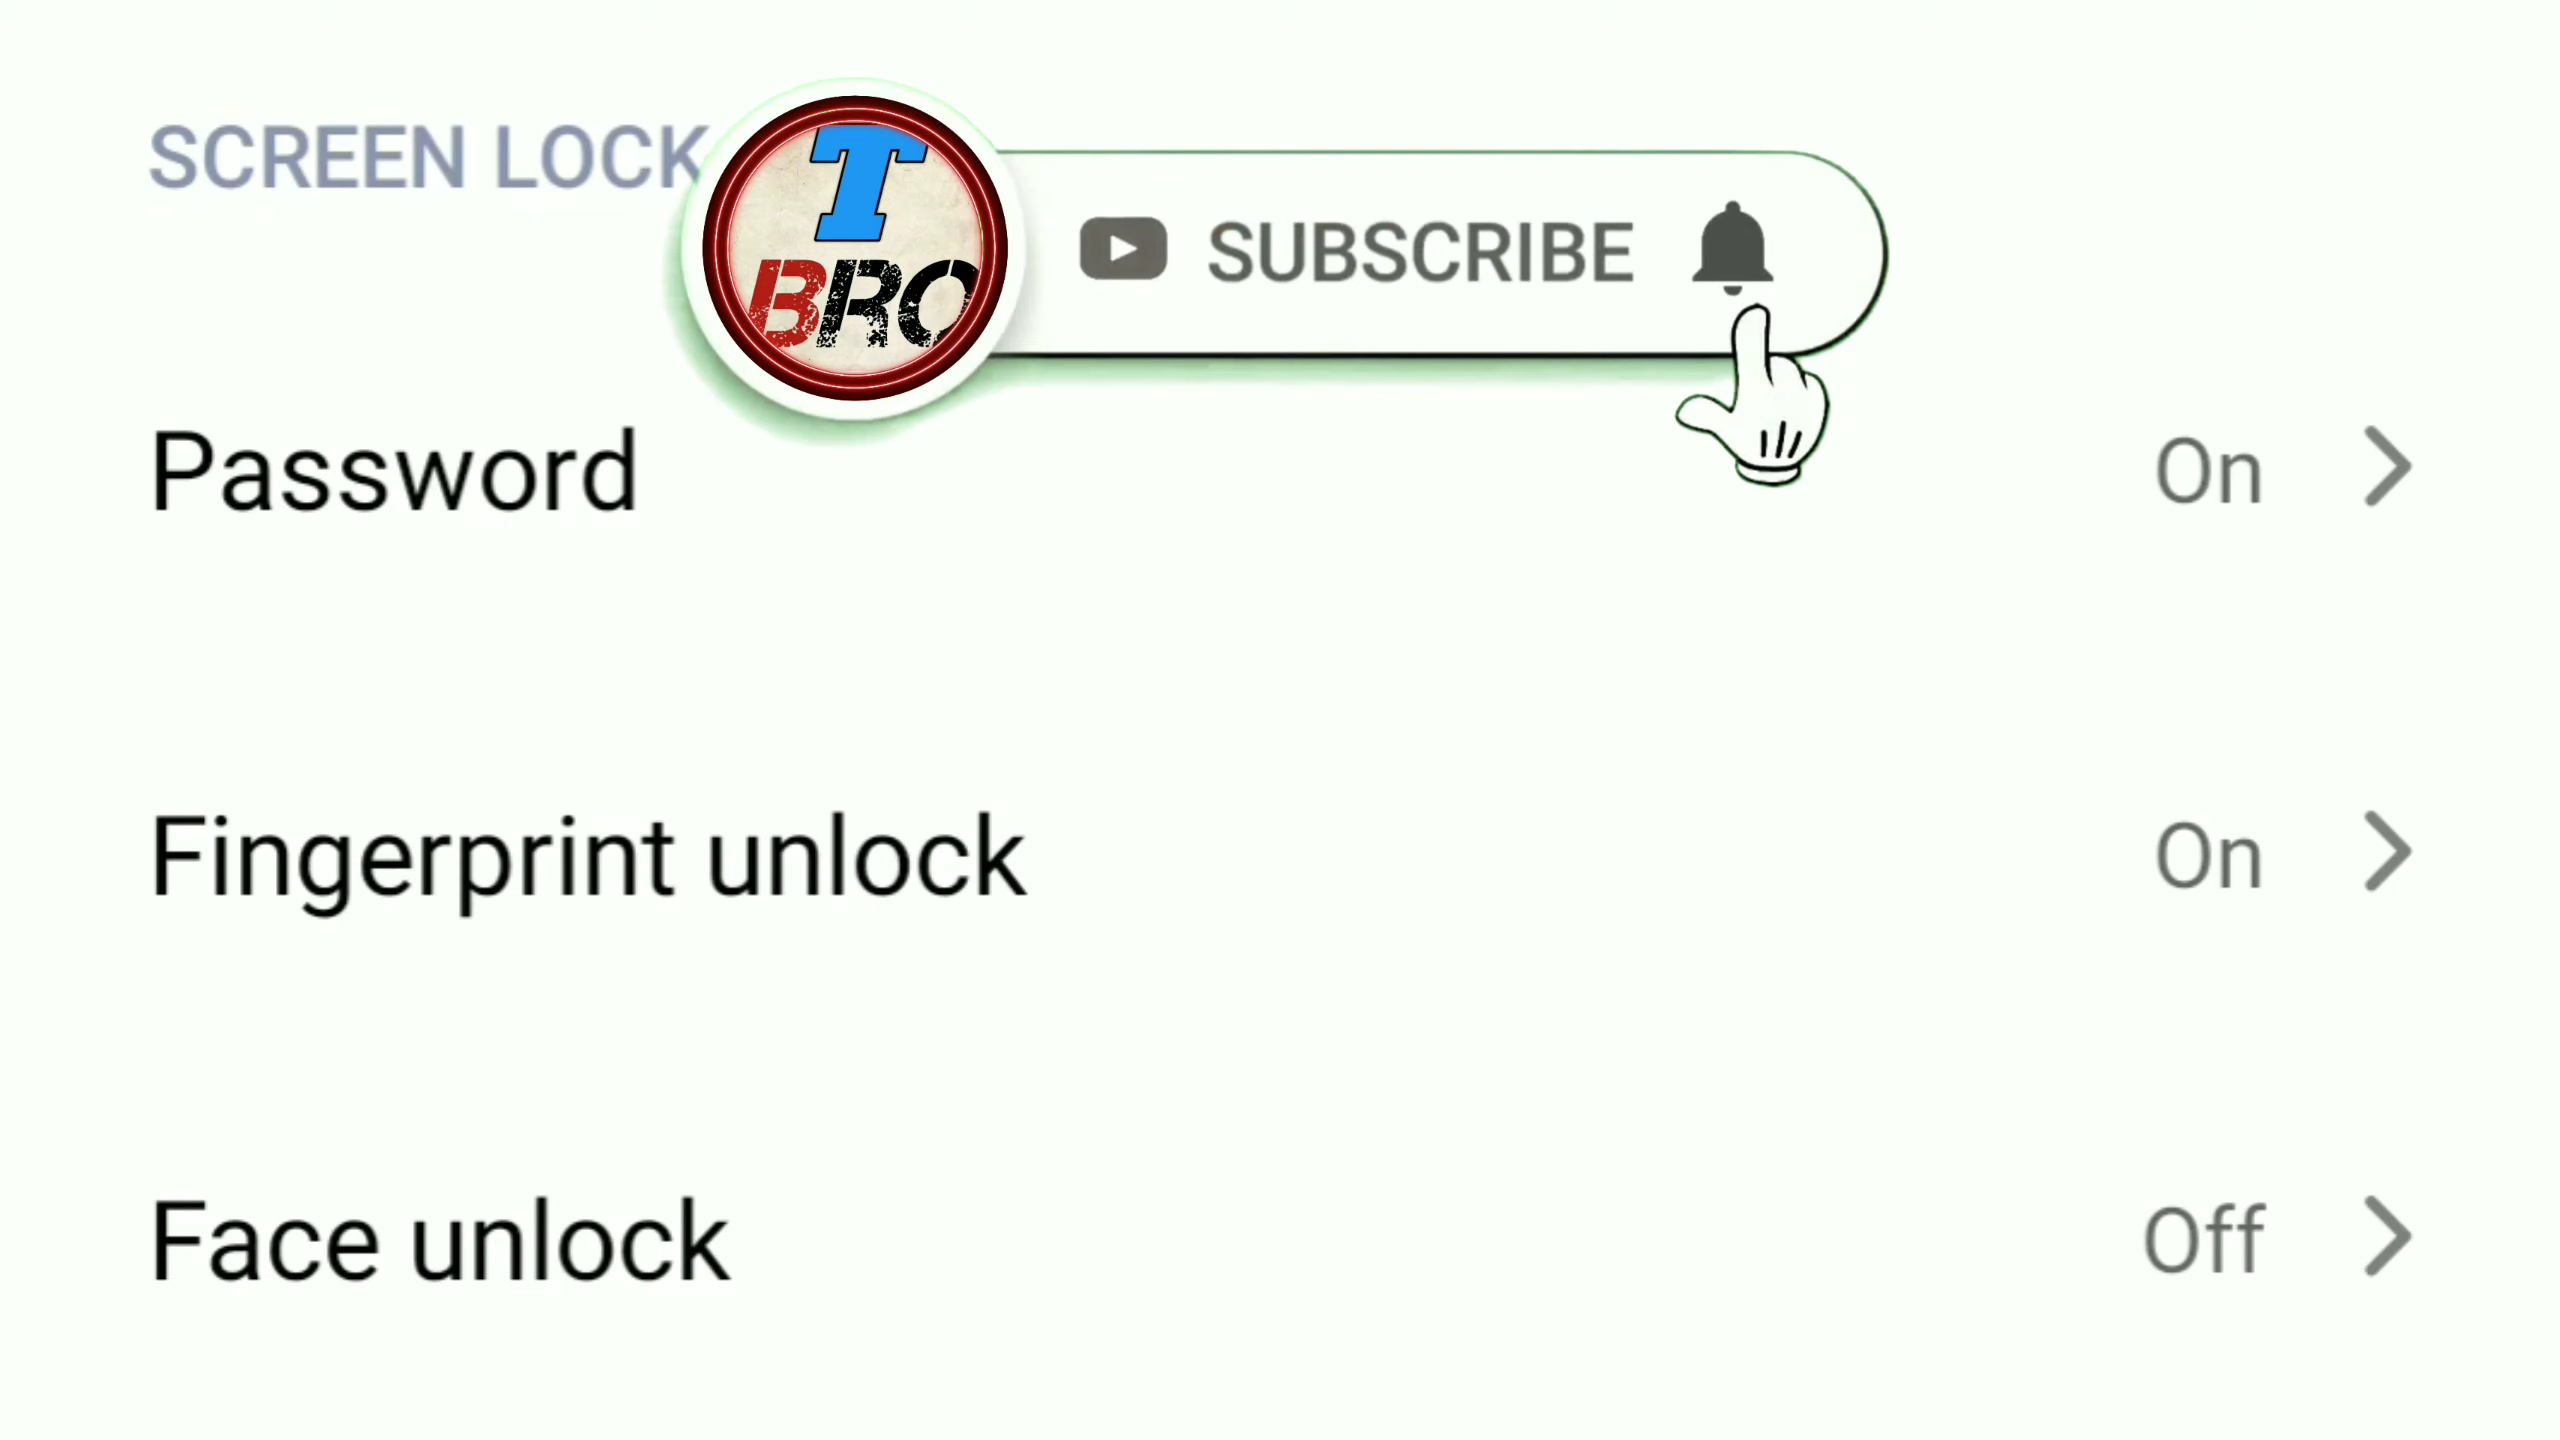 SCREEN LOCK
T
BRO
SUBSCRIBE
Password
On
Fingerprint unlock
On
Face unlock
Off